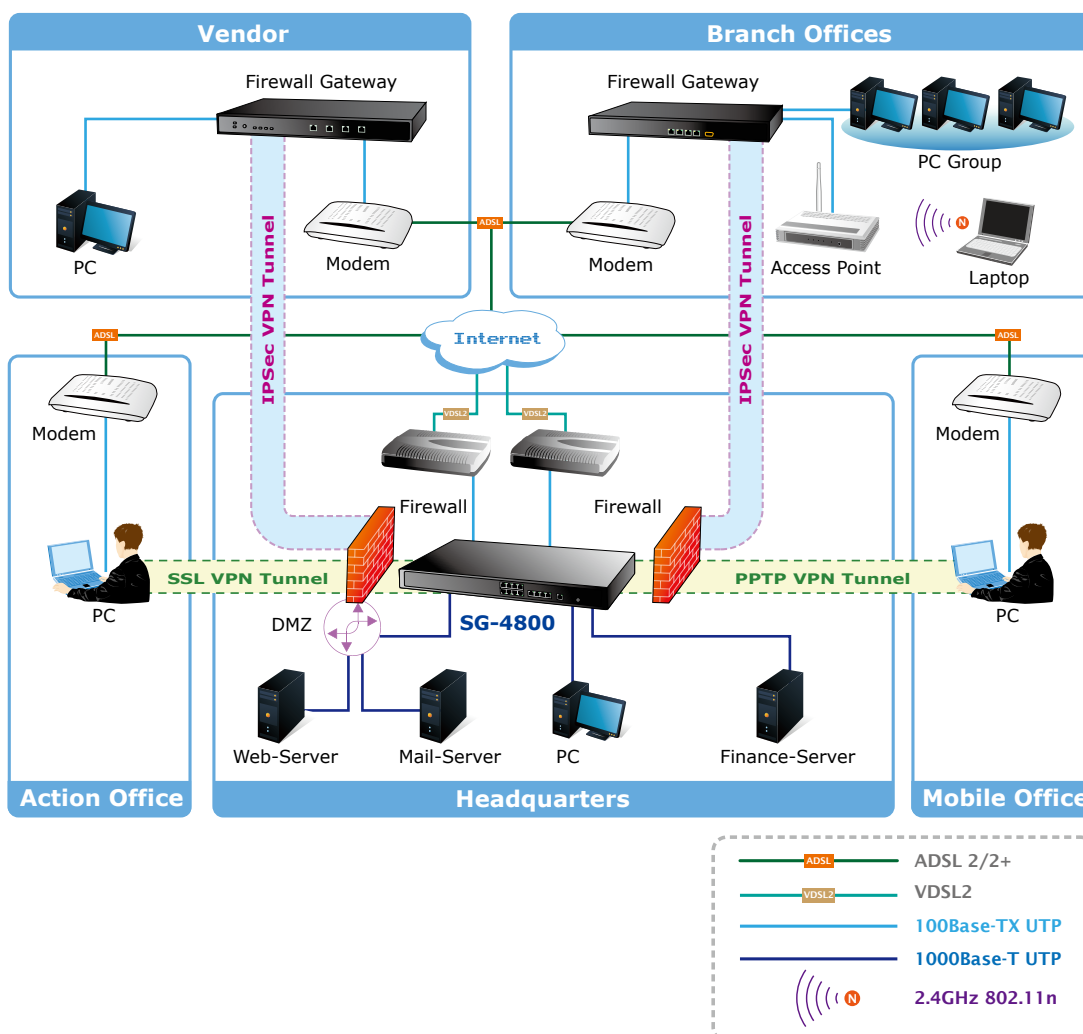 Vendor
Branch Offices
Firewall Gateway
Firewall Gateway
PC Group
PC
Modem
ADSL
Modem
Access Point
N
Laptop
IPSec VPN Tunnel
IPSec VPN Tunnel
ADSL
Internet
ADSL
Modem
VDSL2
VDSL2
Modem
Firewall
Firewall
SSL VPN Tunnel
PPTP VPN Tunnel
PC
DMZ
SG-4800
PC
Web-Server
Mail-Server
PC
Finance-Server
Action Office
Headquarters
Mobile Office
ADSL
ADSL 2/2+
VDSL2
VDSL2
100Base-TX UTP
1000Base-T UTP
N
2.4GHz 802.11n